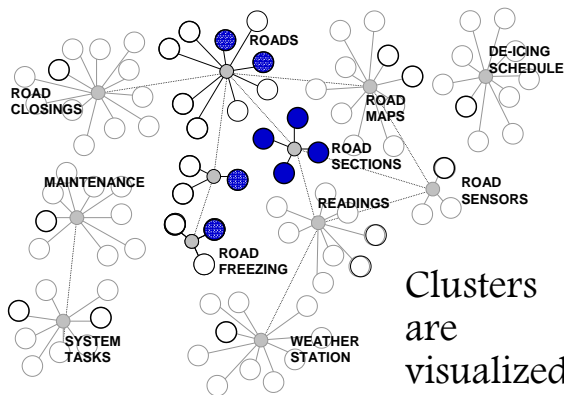 ROADS
DE-ICING
SCHEDULE
ROAD
CLOSINGS
ROAD
MAPS
ROAD
SECTIONS
MAINTENANCE
READINGS
ROAD
SENSORS
ROAD
FREEZING
SYSTEM
TASKS
WEATHER
STATION
Clusters
are
visualized